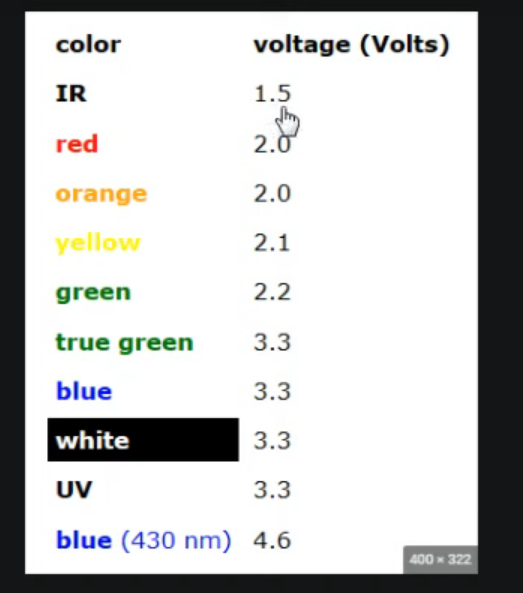 color voltage (Volts)
IR 1.5
red 2.0
orange 2.0
yellow 2.1
green 2.2
true green 3.3
blue 3.3
white 3.3
UV 3.3
blue (430 nm) 4.6
400 × 322